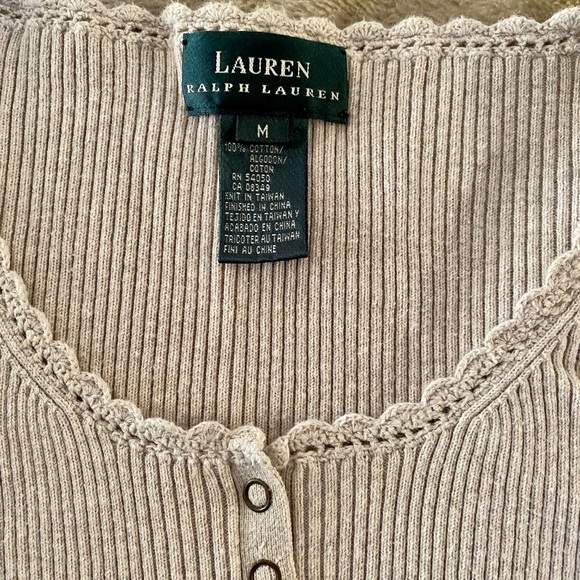 LAUREN
RALPH LAUREN
M
100% COTTON/
ALGODON/
COTON
RN 54050
CA 08349
KNIT IN TAIWAN
FINISHED IN CHINA
TEJIDO EN TAIWAN Y
ACABADO EN CHINA
TRICOTER AU TAIWAN
FINI AU CHINE